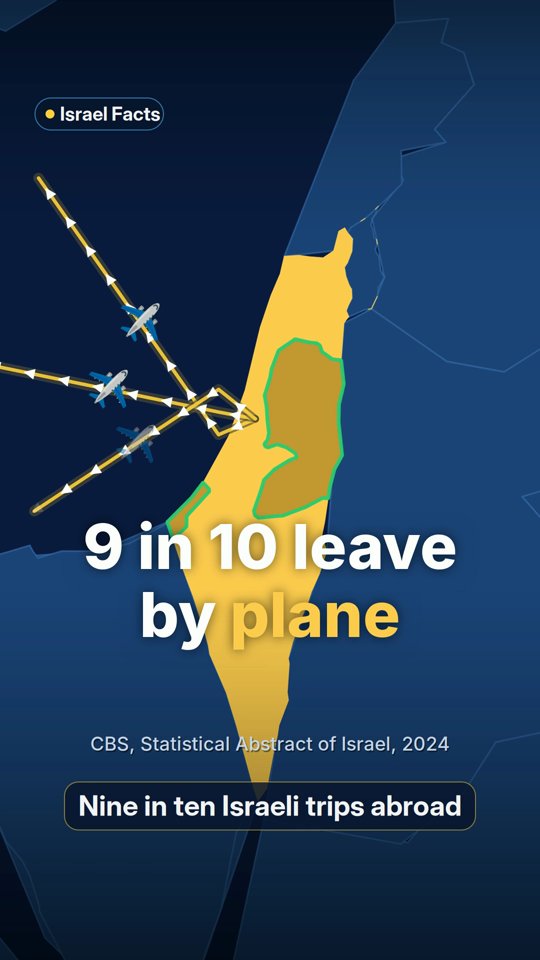 Israel Facts
9 in 10 leave
by plane
CBS, Statistical Abstract of Israel, 2024
Nine in ten Israeli trips abroad